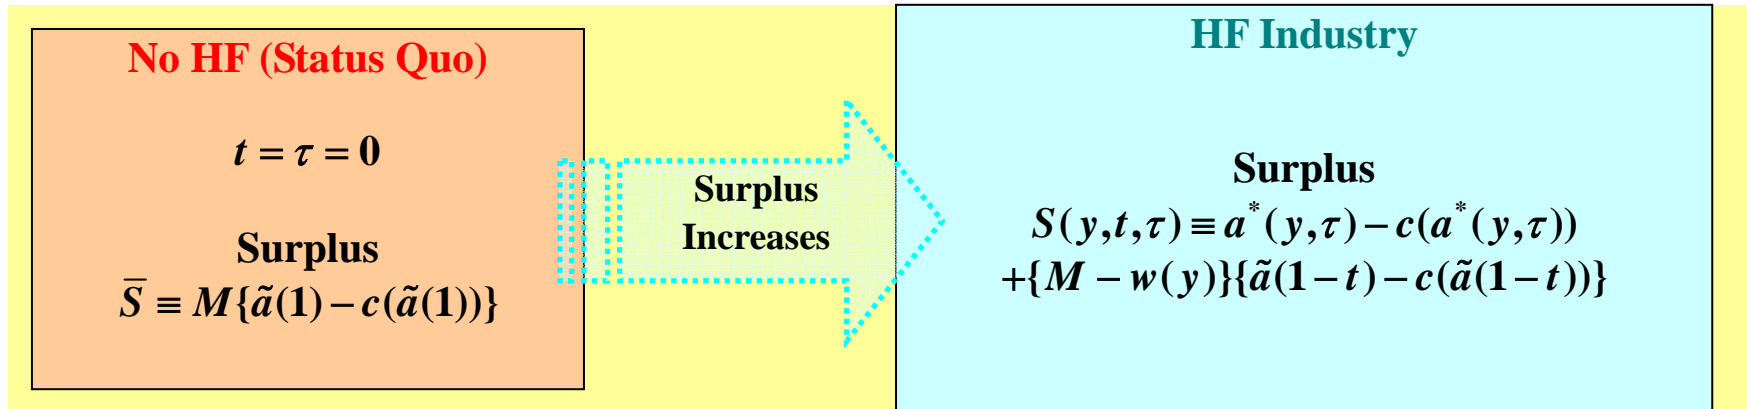 No HF (Status Quo)
t = τ = 0
Surplus
S̅ ≡ M{ã(1) − c(ã(1))}
Surplus
Increases
HF Industry
Surplus
S(y,t,τ) ≡ a*(y,τ) − c(a*(y,τ))
+{M − w(y)}{ã(1 − t) − c(ã(1 − t))}